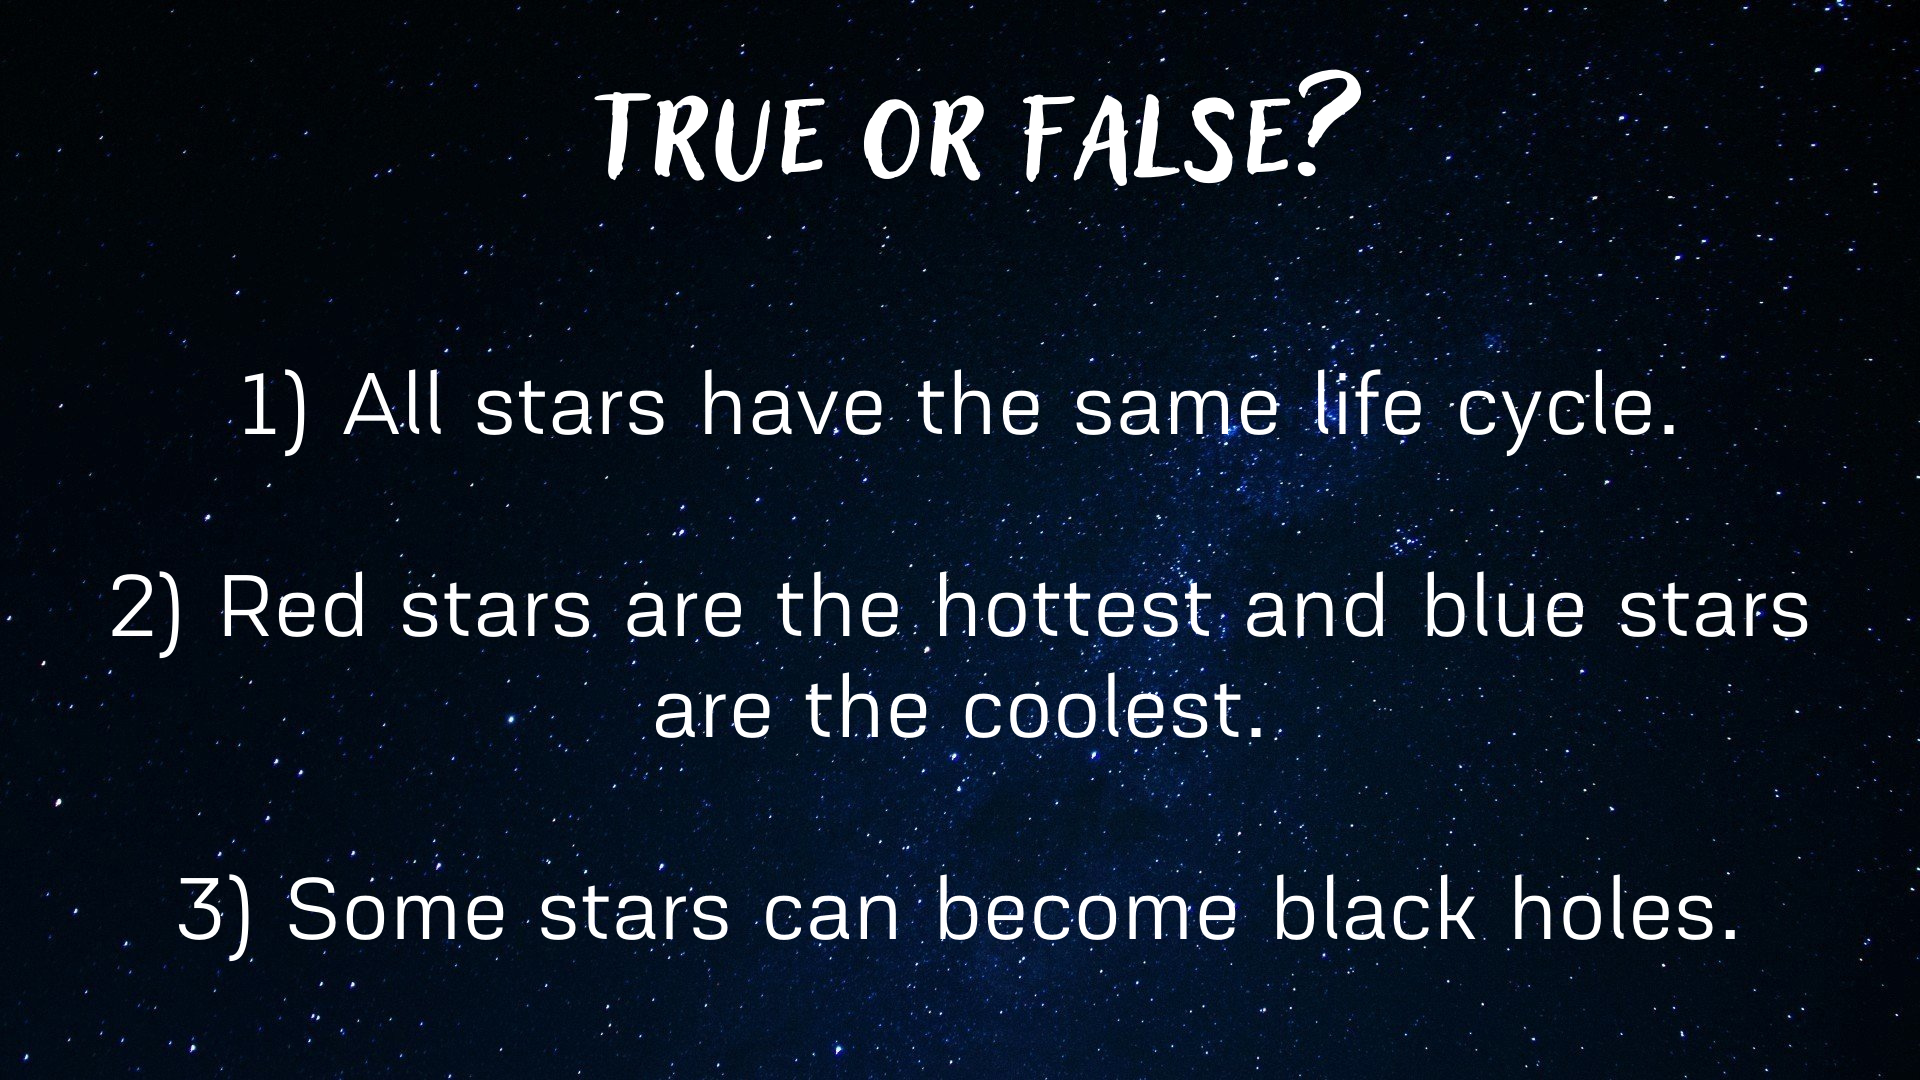 TRUE OR FALSE?
1) All stars have the same life cycle.
2) Red stars are the hottest and blue stars
are the coolest.
3) Some stars can become black holes.